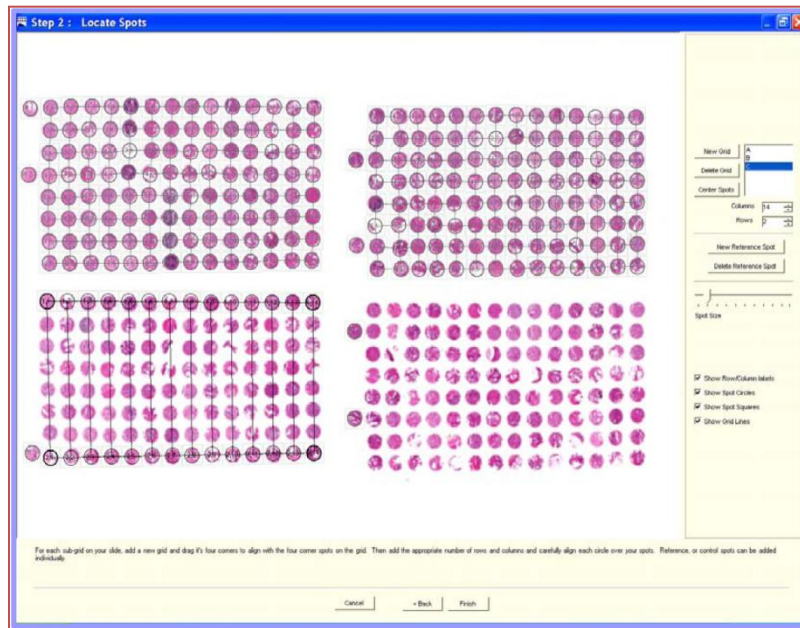 Step 2 : Locate Spots
New Grid
A
B
C
Delete Grid
Center Spots
Columns 14
Rows 2
New Reference Spot
Delete Reference Spot
Spot Size
Show Row/Column labels
Show Spot Circles
Show Spot Squares
Show Grid Lines
For each sub-grid on your slide, add a new grid and drag it's four corners to align with the four corner spots on the grid. Then add the appropriate number of rows and columns and carefully align each circle over your spots. Reference, or control spots can be added
individually.
Cancel
< Back
Finish